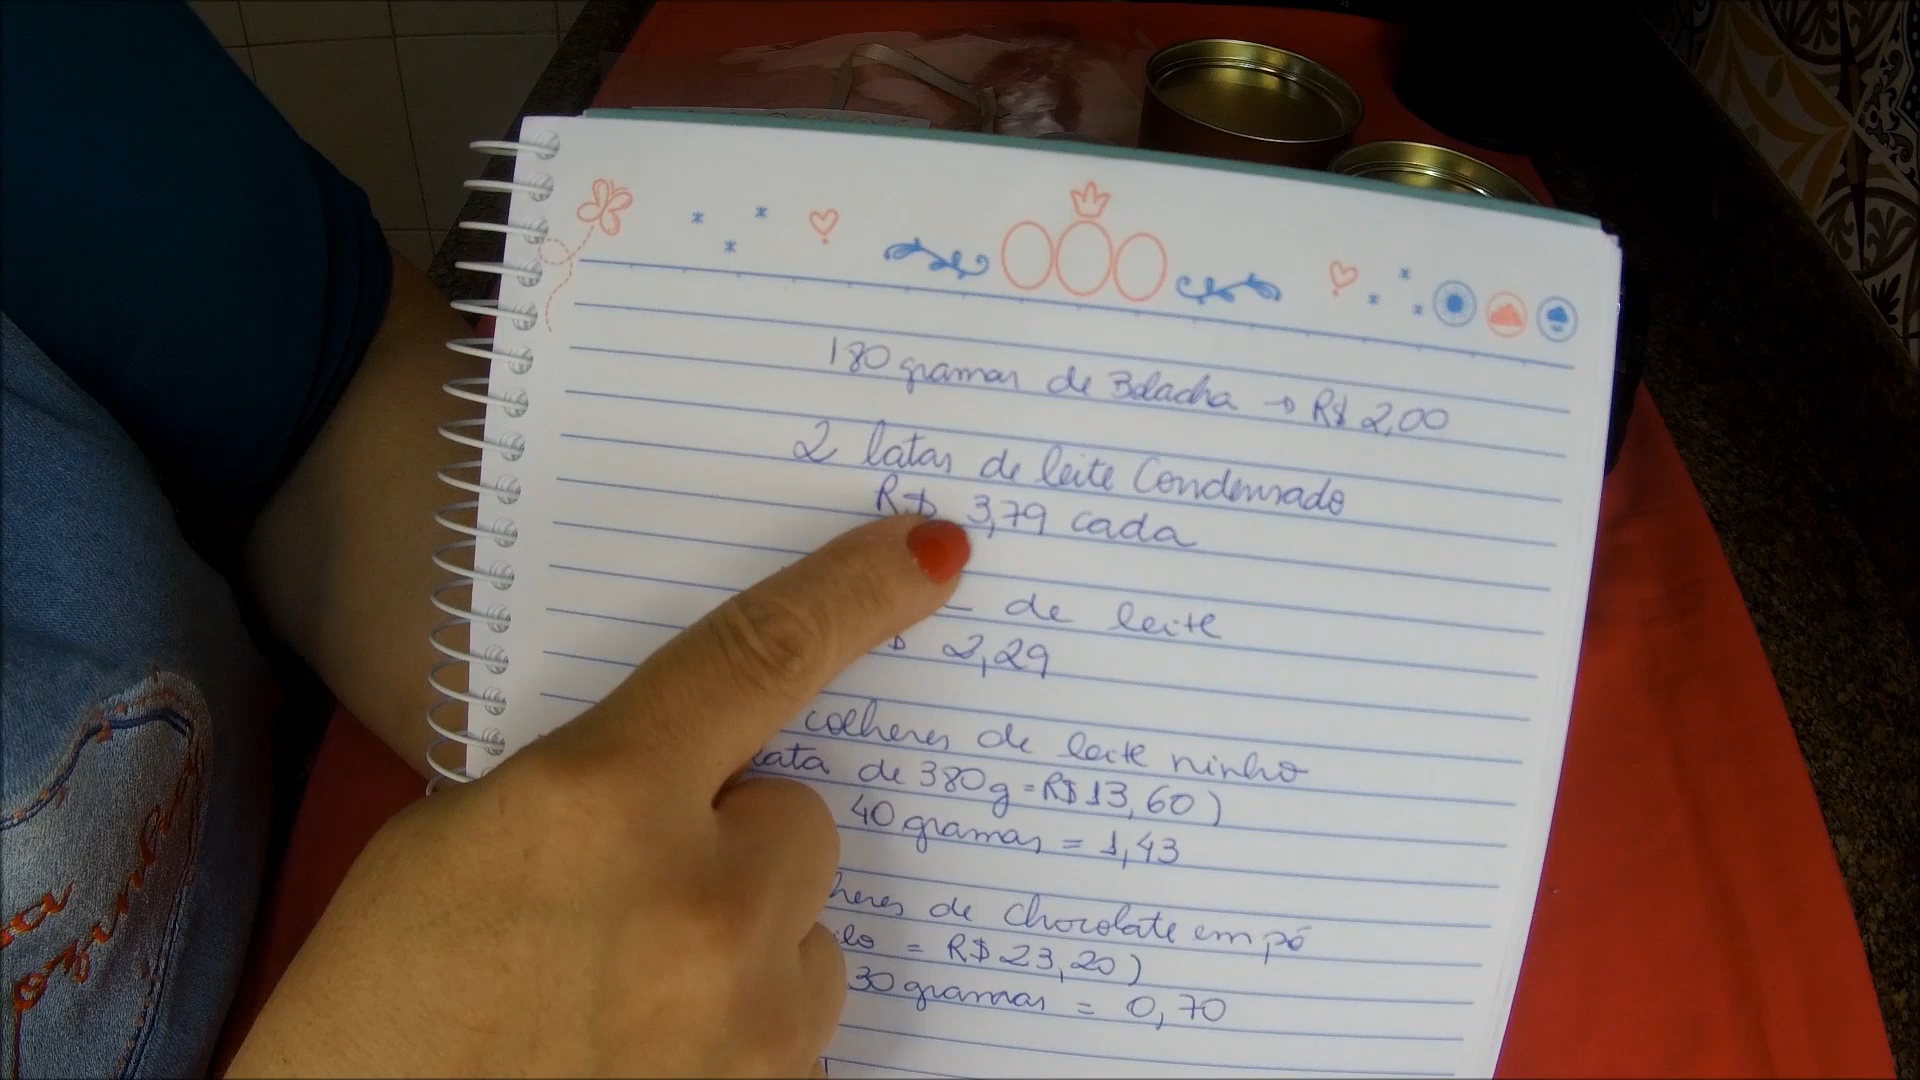 180 gramas de Bolacha → R$ 2,00
2 latas de leite Condensado
R$ 3,79 cada
de leite
2,29
colheres de leite ninho
lata de 380g = R$ 13,60)
40 gramas = 1,43
de chocolate em pó
= R$ 23,20)
30 gramas = 0,70